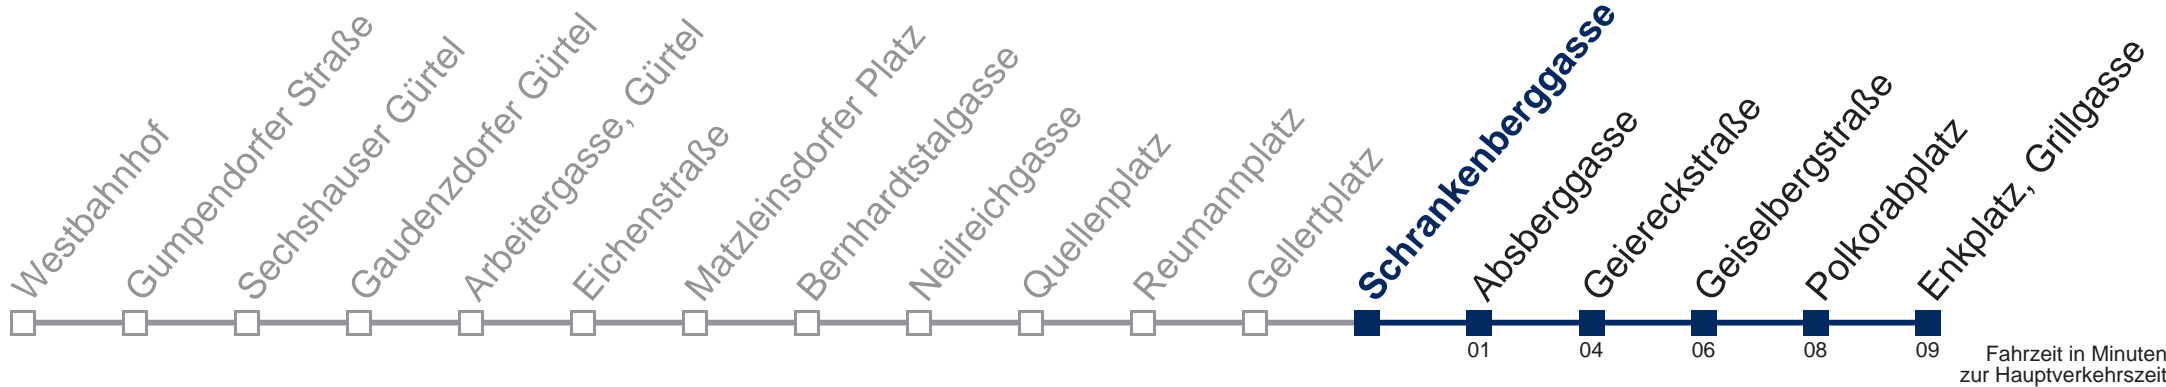 Westbahnhof
Gumpendorfer Straße
Sechshauser Gürtel
Gaudenzdorfer Gürtel
Arbeitergasse, Gürtel
Eichenstraße
Matzleinsdorfer Platz
Bernhardtstalgasse
Neilreichgasse
Quellenplatz
Reumannplatz
Gellertplatz
Schrankenberggasse
Absberggasse
Geiereckstraße
Geiselbergstraße
Polkorabplatz
Enkplatz, Grillgasse
01
04
06
08
09
Fahrzeit in Minuten
zur Hauptverkehrszeit